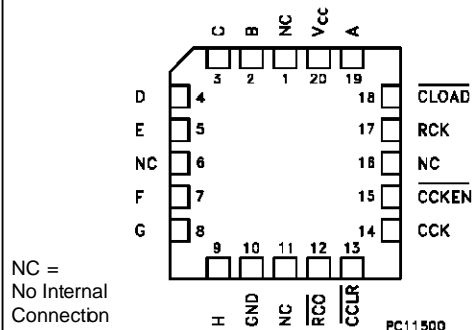 C B NC Vcc A
3 2 1 20 19
D 4 18 CLOAD
E 5 17 RCK
NC 6 16 NC
F 7 15 CCKEN
G 8 14 CCK
9 10 11 12 13
H GND NC RCO CCLR
NC =
No Internal
Connection
PC11500